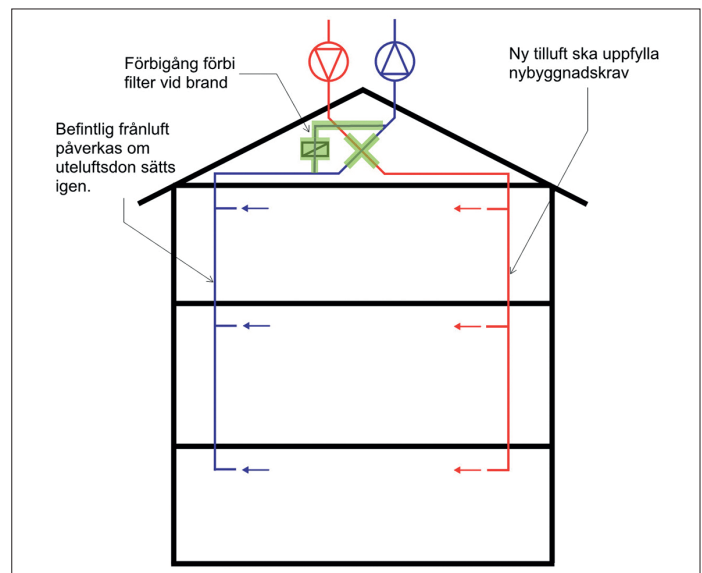 Förbigång förbi
filter vid brand
Ny tilluft ska uppfylla
nybyggnadskrav
Befintlig frånluft
påverkas om
uteluftsdon sätts
igen.